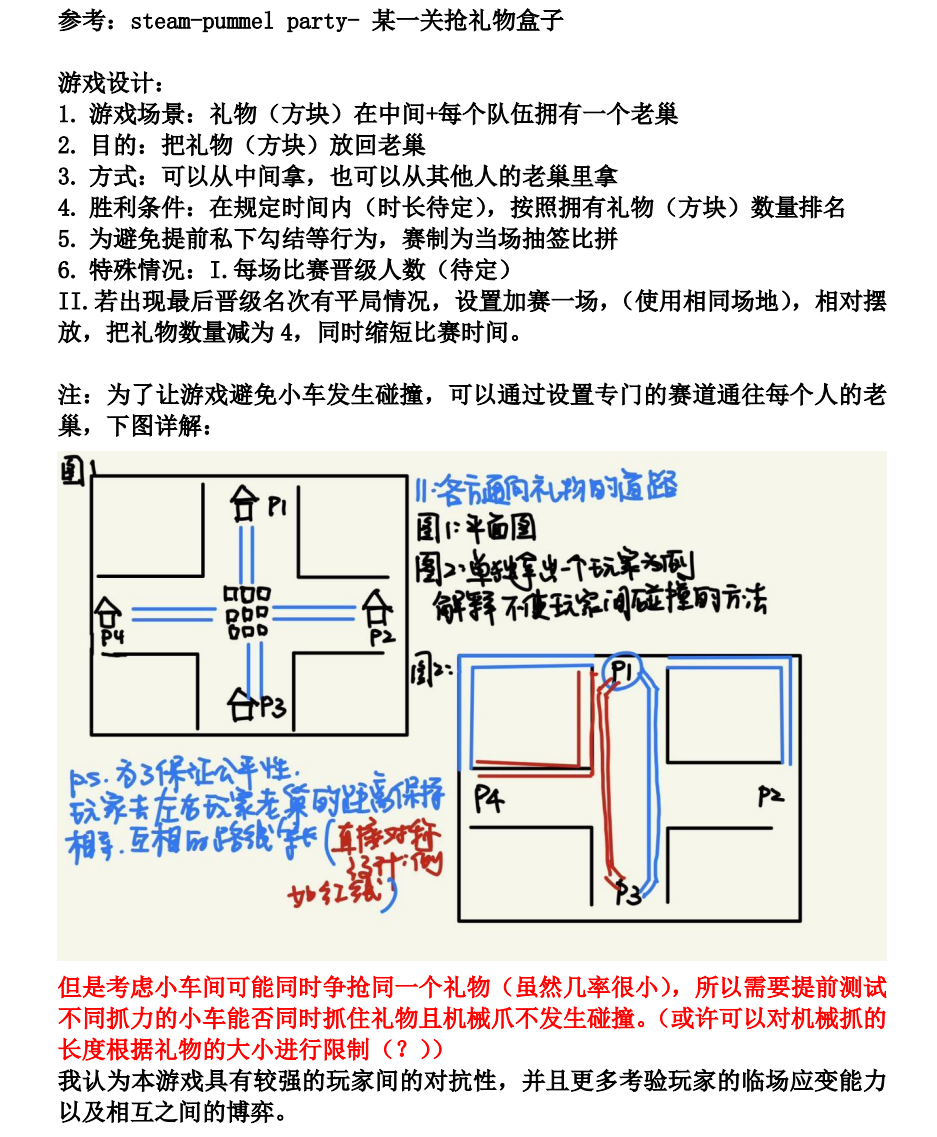 参考：steam-pummel party- 某一关抢礼物盒子
游戏设计：
1. 游戏场景：礼物（方块）在中间+每个队伍拥有一个老巢
2. 目的：把礼物（方块）放回老巢
3. 方式：可以从中间拿，也可以从其他人的老巢里拿
4. 胜利条件：在规定时间内（时长待定），按照拥有礼物（方块）数量排名
5. 为避免提前私下勾结等行为，赛制为当场抽签比拼
6. 特殊情况：I.每场比赛晋级人数（待定）
II.若出现最后晋级名次有平局情况，设置加赛一场，（使用相同场地），相对摆
放，把礼物数量减为 4，同时缩短比赛时间。
注：为了让游戏避免小车发生碰撞，可以通过设置专门的赛道通往每个人的老
巢，下图详解：
图1
P1
P4
P2
P3
||:各方通向礼物的道路
图1:平面图
图2:单独拿出一个玩家为例
解释不使玩家间碰撞的方法
图2:
P1
P4
P2
P3
ps.为了保证公平性.
玩家去左右玩家老巢的距离保持
相等.互相的路线等长(直接对称
设计:例
如红线)
但是考虑小车间可能同时争抢同一个礼物（虽然几率很小），所以需要提前测试
不同抓力的小车能否同时抓住礼物且机械爪不发生碰撞。（或许可以对机械抓的
长度根据礼物的大小进行限制（？））
我认为本游戏具有较强的玩家间的对抗性，并且更多考验玩家的临场应变能力
以及相互之间的博弈。